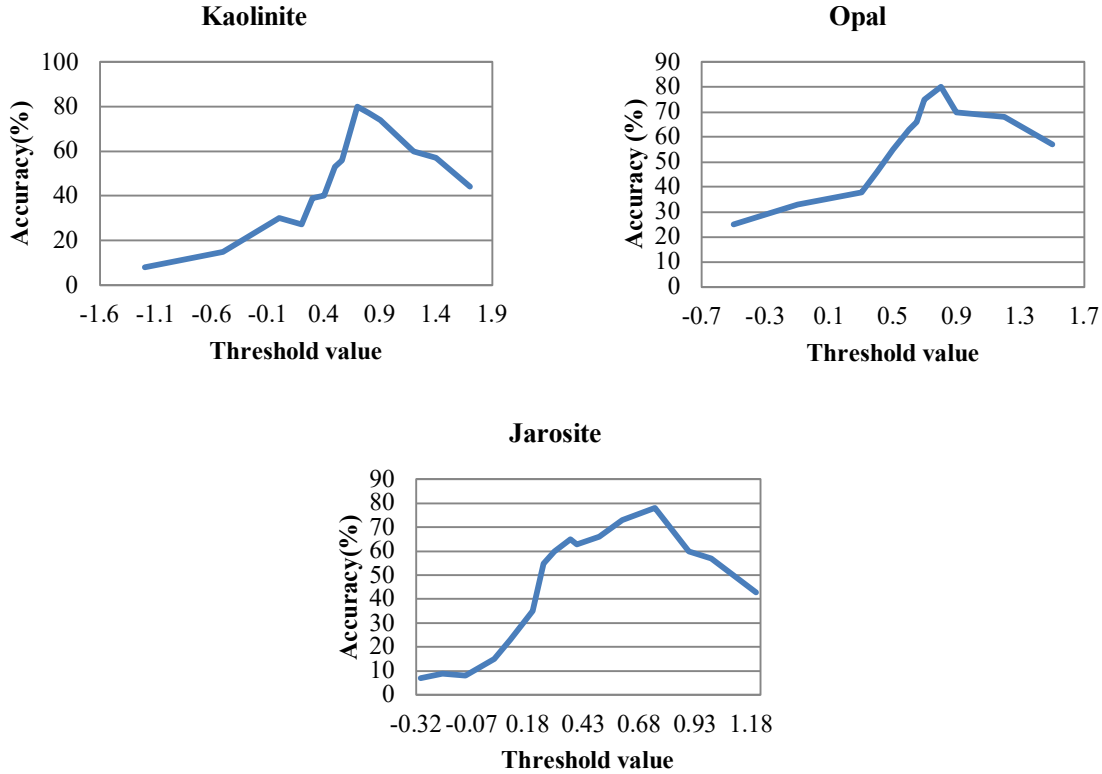 Kaolinite
Accuracy(%)
100
80
60
40
20
0
-1.6 -1.1 -0.6 -0.1 0.4 0.9 1.4 1.9
Threshold value
Opal
Accuracy (%)
90
80
70
60
50
40
30
20
10
0
-0.7 -0.3 0.1 0.5 0.9 1.3 1.7
Threshold value
Jarosite
Accuracy(%)
90
80
70
60
50
40
30
20
10
0
-0.32 -0.07 0.18 0.43 0.68 0.93 1.18
Threshold value